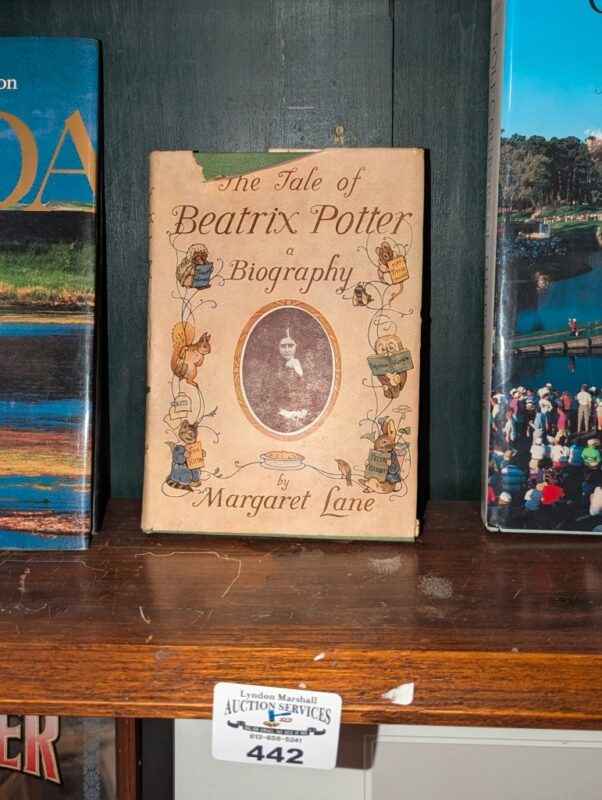 on
DA
The Tale of
Beatrix Potter
a
Biography
by
Margaret Lane
Lyndon Marshall
AUCTION SERVICES
442
ER